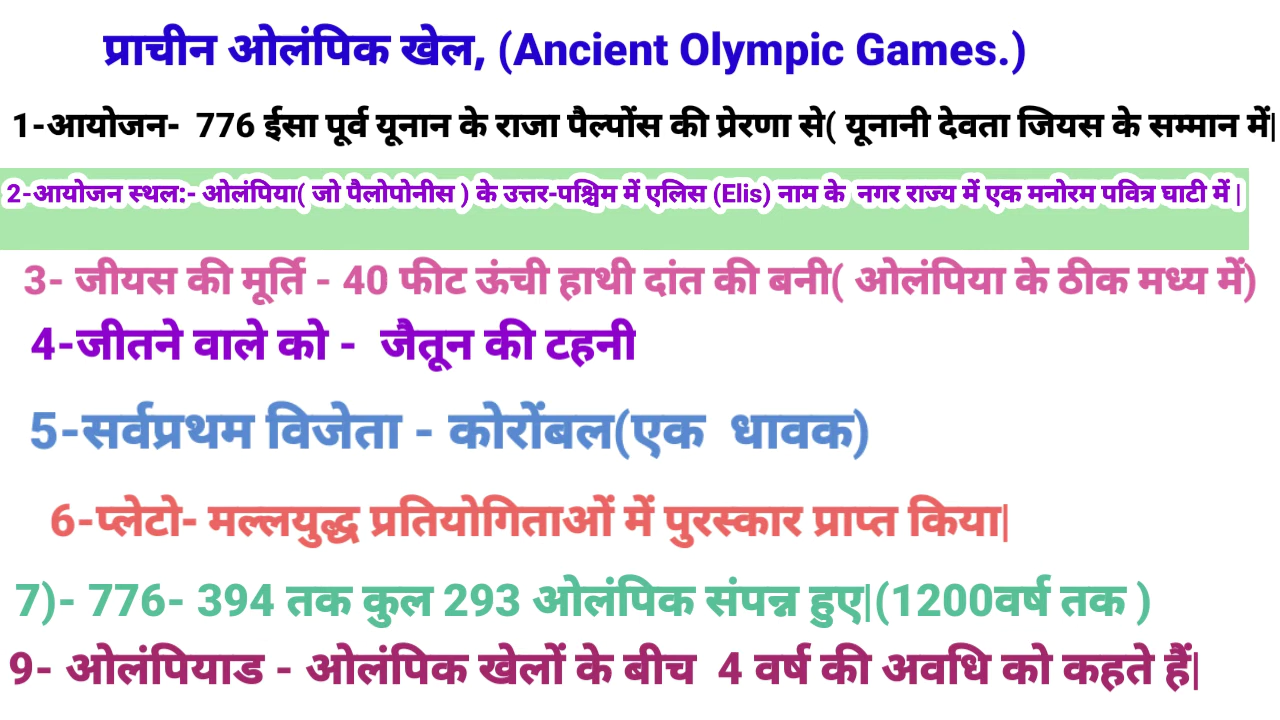 प्राचीन ओलंपिक खेल, (Ancient Olympic Games.)
1-आयोजन- 776 ईसा पूर्व यूनान के राजा पैल्पोंस की प्रेरणा से( यूनानी देवता जियस के सम्मान में|
2-आयोजन स्थल:- ओलंपिया( जो पैलोपोनीस ) के उत्तर-पश्चिम में एलिस (Elis) नाम के नगर राज्य में एक मनोरम पवित्र घाटी में |
3- जीयस की मूर्ति - 40 फीट ऊंची हाथी दांत की बनी( ओलंपिया के ठीक मध्य में)
4-जीतने वाले को - जैतून की टहनी
5-सर्वप्रथम विजेता - कोरोंबल(एक धावक)
6-प्लेटो- मल्लयुद्ध प्रतियोगिताओं में पुरस्कार प्राप्त किया|
7)- 776- 394 तक कुल 293 ओलंपिक संपन्न हुए|(1200वर्ष तक )
9- ओलंपियाड - ओलंपिक खेलों के बीच 4 वर्ष की अवधि को कहते हैं|